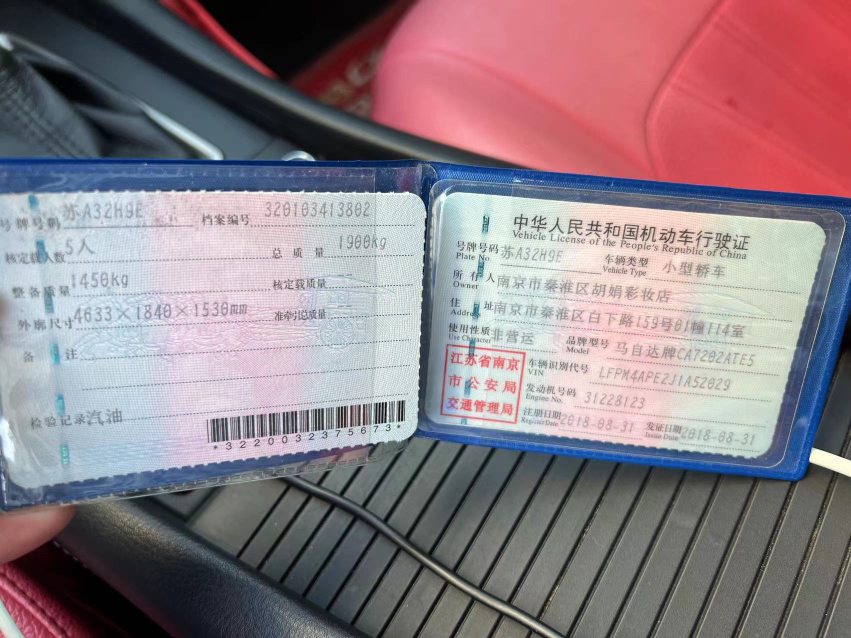 号牌号码 苏A32H9E 档案编号 320103413802
核定载人数 5人 总质量 1900kg
整备质量 1450kg 核定载质量
外廓尺寸 4633×1840×1530mm 准牵引总质量
备注
检验记录 汽油
*3220032375673*
中华人民共和国机动车行驶证
Vehicle License of the People's Republic of China
号牌号码 苏A32H9E 车辆类型 小型轿车
Plate No. Vehicle Type
所有人 南京市秦淮区胡娟彩妆店
Owner
住址 南京市秦淮区白下路159号01幢114室
Address
使用性质 非营运 品牌型号 马自达牌CA7202ATE5
Use Character Model
江苏省南京
市公安局
交通管理局
车辆识别代号 LFPM4APE2J1A52029
VIN
发动机号码 31228123
Engine No.
注册日期 2018-08-31 发证日期 2018-08-31
Register Date Issue Date